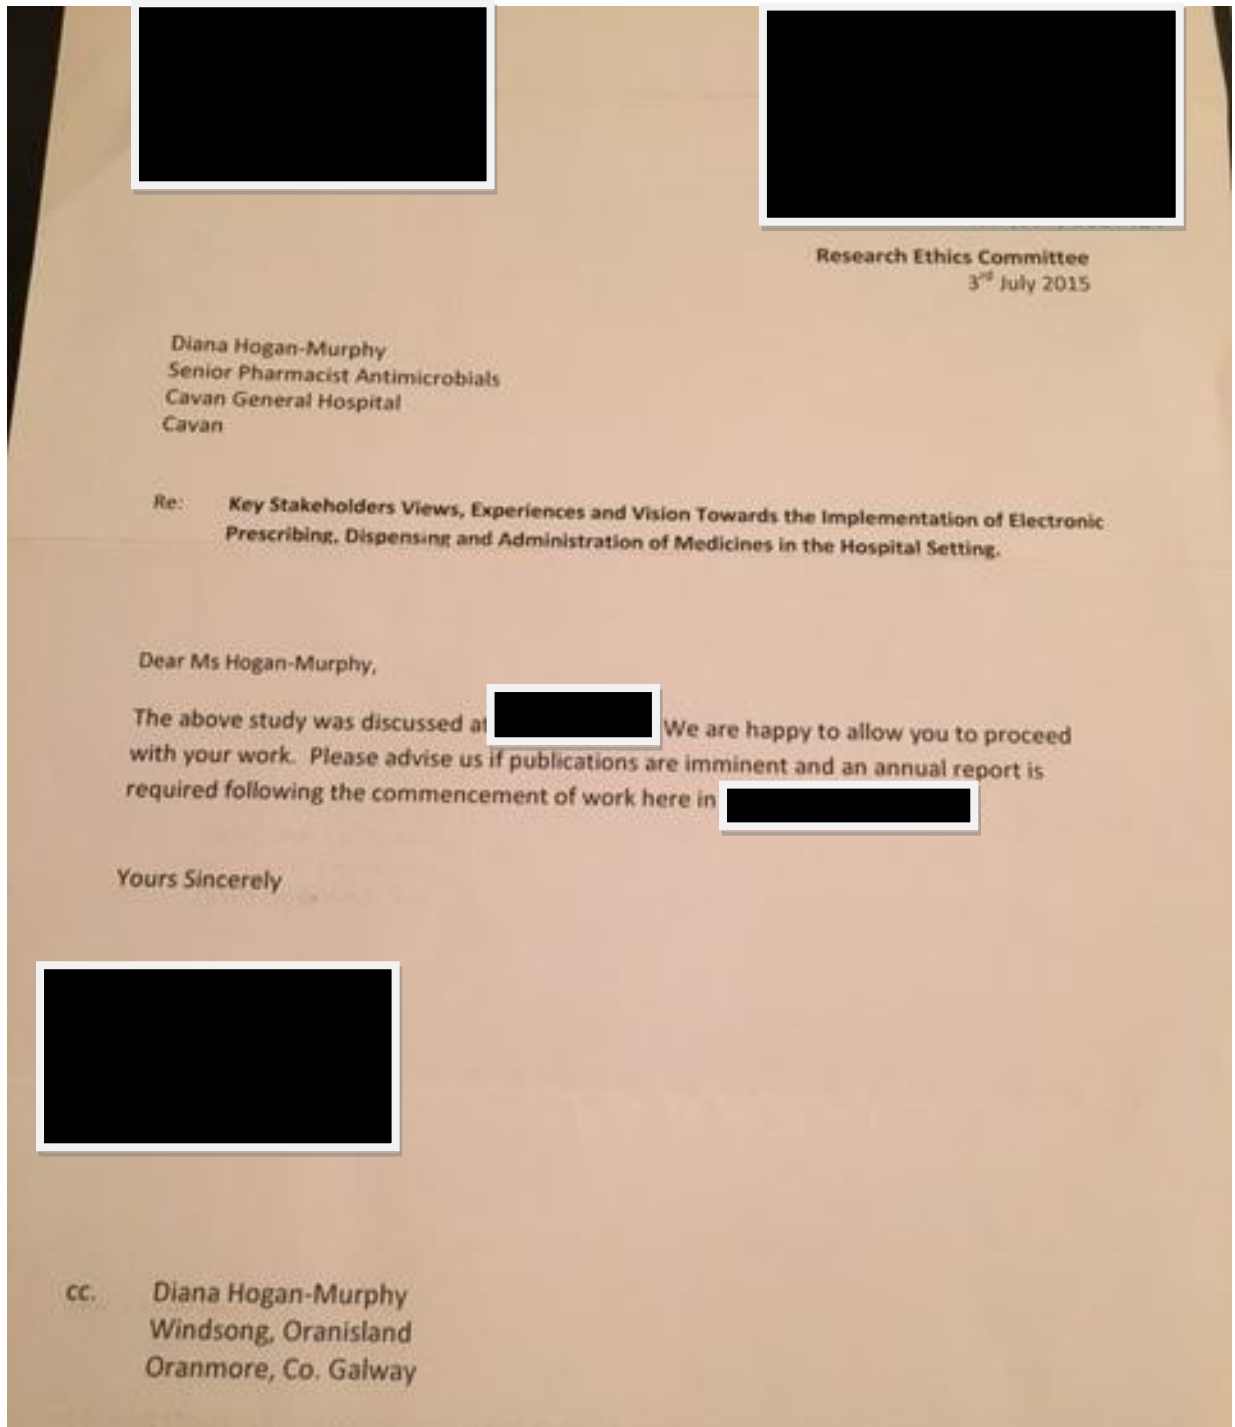 Research Ethics Committee
3rd July 2015
Diana Hogan-Murphy
Senior Pharmacist Antimicrobials
Cavan General Hospital
Cavan
Re: Key Stakeholders Views, Experiences and Vision Towards the Implementation of Electronic
Prescribing, Dispensing and Administration of Medicines in the Hospital Setting.
Dear Ms Hogan-Murphy,
The above study was discussed at We are happy to allow you to proceed
with your work. Please advise us if publications are imminent and an annual report is
required following the commencement of work here in
Yours Sincerely
cc. Diana Hogan-Murphy
Windsong, Oranisland
Oranmore, Co. Galway